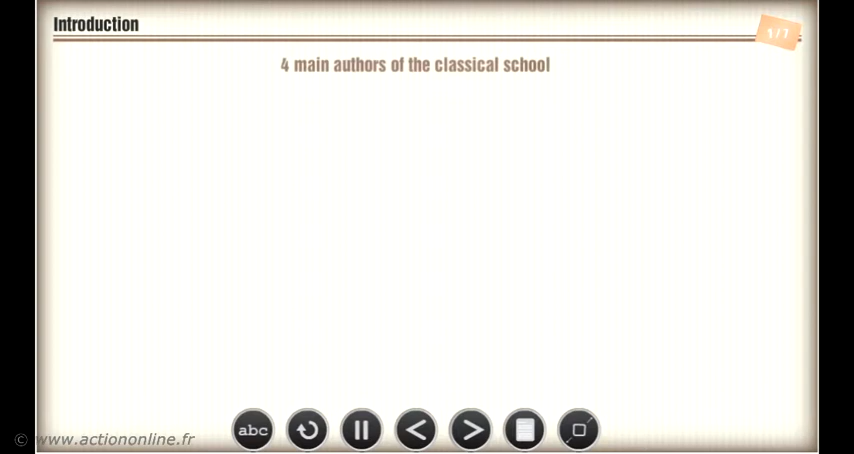 Introduction
1/7
4 main authors of the classical school
abc
© www.actiononline.fr